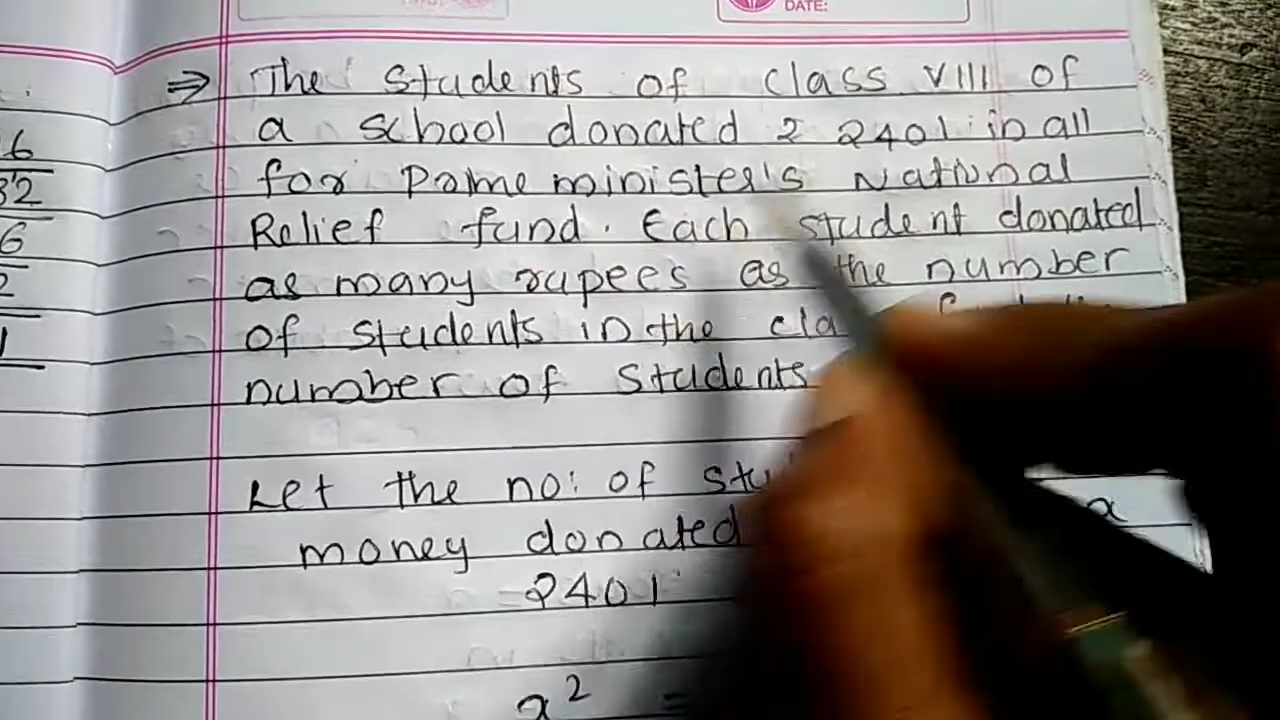 DATE:
⇒ The students of class VIII of
a school donated ₹ 2401 in all
for Prime minister's National
Relief fund. Each student donated
as many rupees as the number
of students in the
number of students
Let the no: of
money donated
2401
x
x² =
6
32
6
2
1